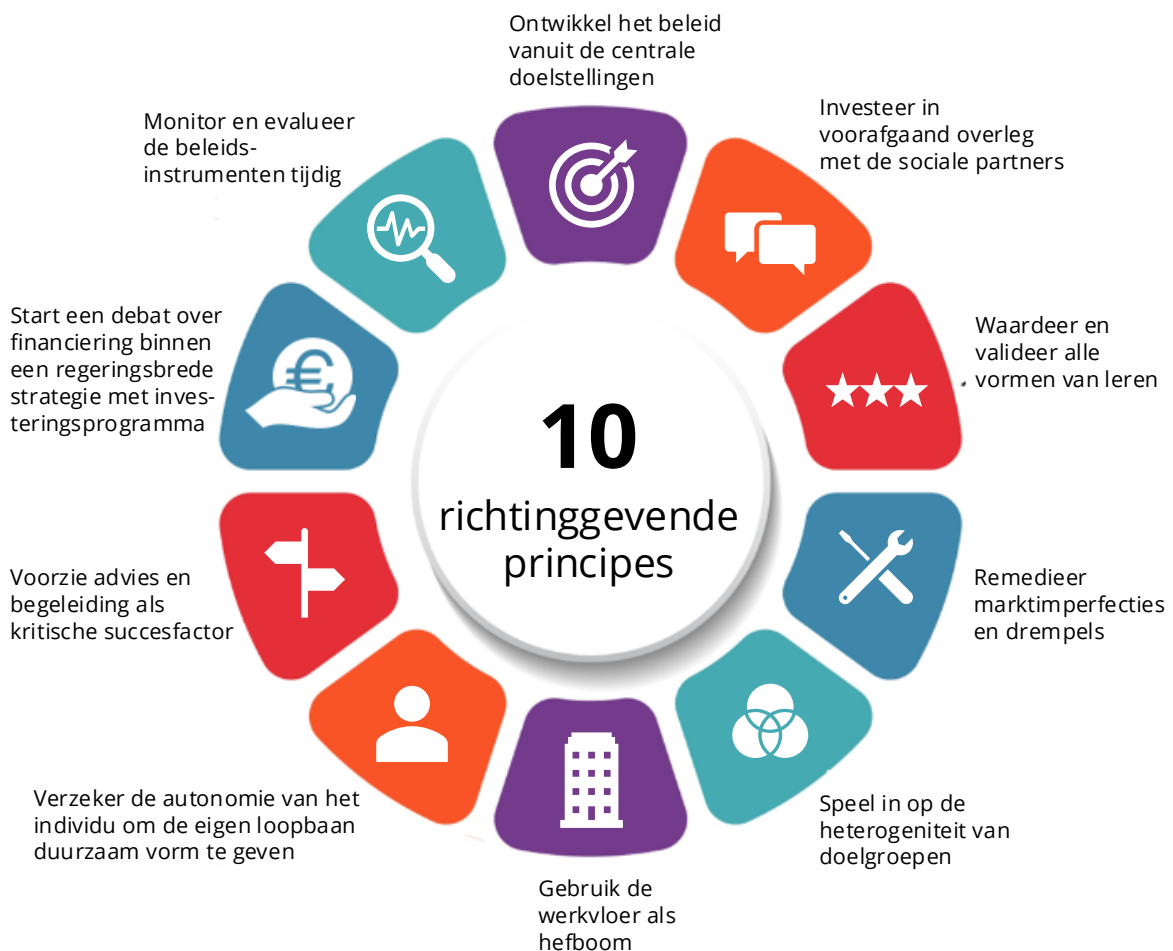 Ontwikkel het beleid
vanuit de centrale
doelstellingen
Investeer in
voorafgaand overleg
met de sociale partners
Waardeer en
valideer alle
vormen van leren
Remedieer
marktimperfecties
en drempels
Speel in op de
heterogeniteit van
doelgroepen
Gebruik de
werkvloer als
hefboom
Verzeker de autonomie van het
individu om de eigen loopbaan
duurzaam vorm te geven
Voorzie advies en
begeleiding als
kritische succesfactor
Start een debat over
financiering binnen
een regeringsbrede
strategie met inves-
teringsprogramma
Monitor en evalueer
de beleids-
instrumenten tijdig
€
10
richtinggevende
principes